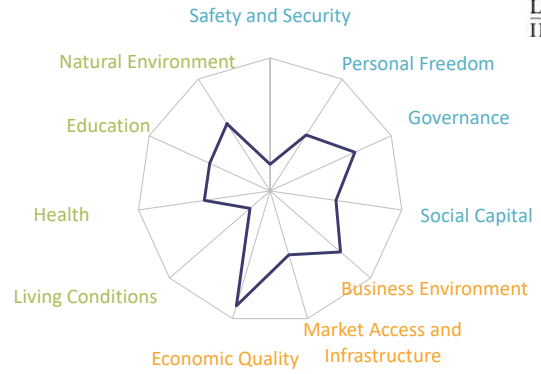 Safety and Security
Natural Environment
Personal Freedom
Education
Governance
Health
Social Capital
Living Conditions
Business Environment
Market Access and
Infrastructure
Economic Quality